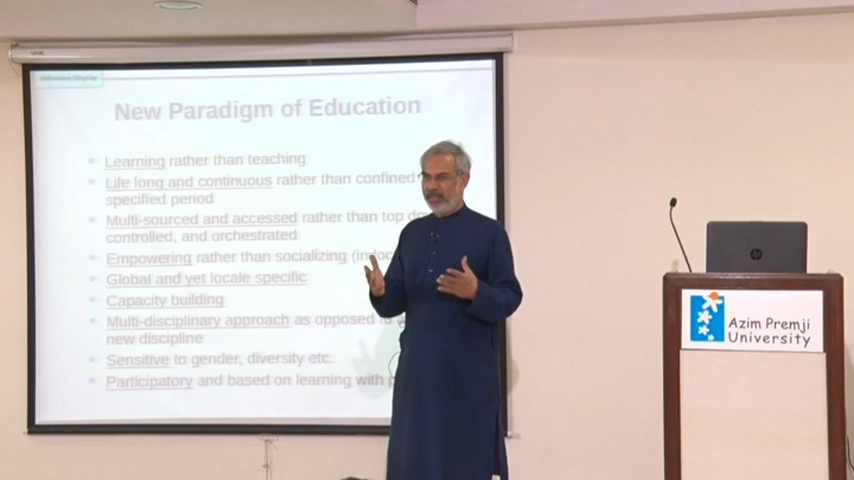 Unknown Display
New Paradigm of Education
Learning rather than teaching
Life long and continuous rather than confined
specified period
Multi-sourced and accessed rather than top
controlled, and orchestrated
Empowering rather than socializing
Global and yet locale specific
Capacity building
Multi-disciplinary approach as opposed
new discipline
Sensitive to gender, diversity etc.
Participatory and based on learning with
hp
Azim Premji
University